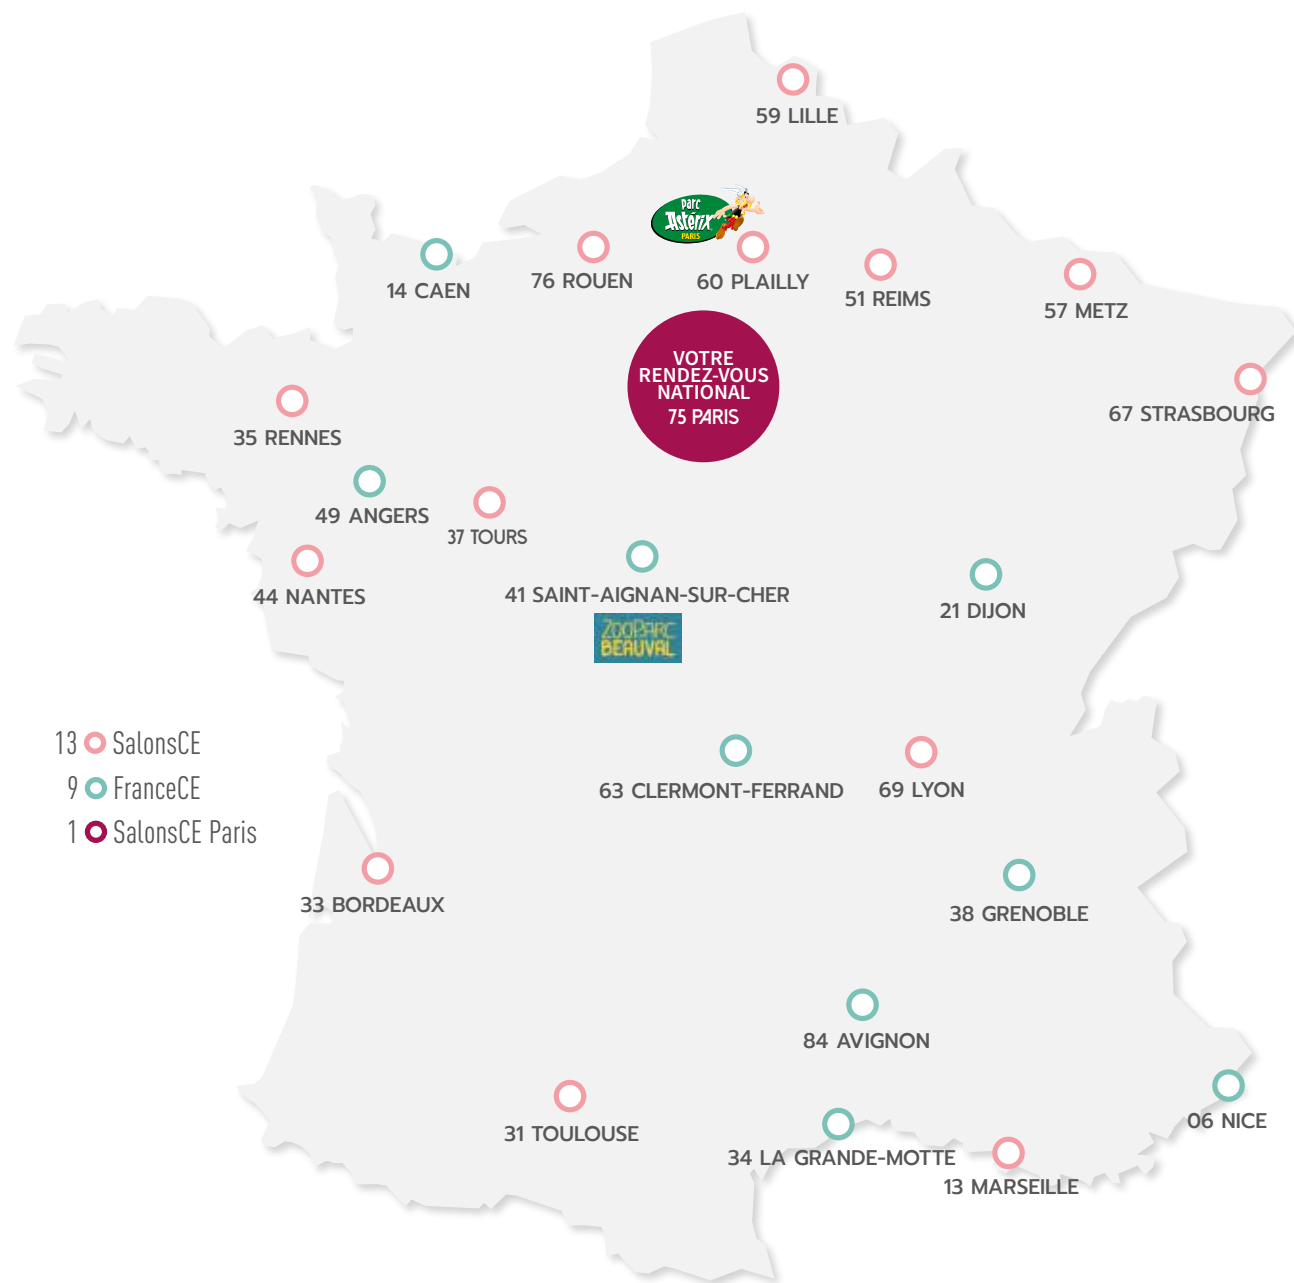 59 LILLE
parc
Astérix
PARIS
14 CAEN
76 ROUEN
60 PLAILLY
51 REIMS
57 METZ
VOTRE
RENDEZ-VOUS
NATIONAL
75 PARIS
67 STRASBOURG
35 RENNES
49 ANGERS
37 TOURS
44 NANTES
41 SAINT-AIGNAN-SUR-CHER
ZOOPARC
BEAUVAL
21 DIJON
13 SalonsCE
9 FranceCE
1 SalonsCE Paris
63 CLERMONT-FERRAND
69 LYON
33 BORDEAUX
38 GRENOBLE
84 AVIGNON
31 TOULOUSE
34 LA GRANDE-MOTTE
06 NICE
13 MARSEILLE